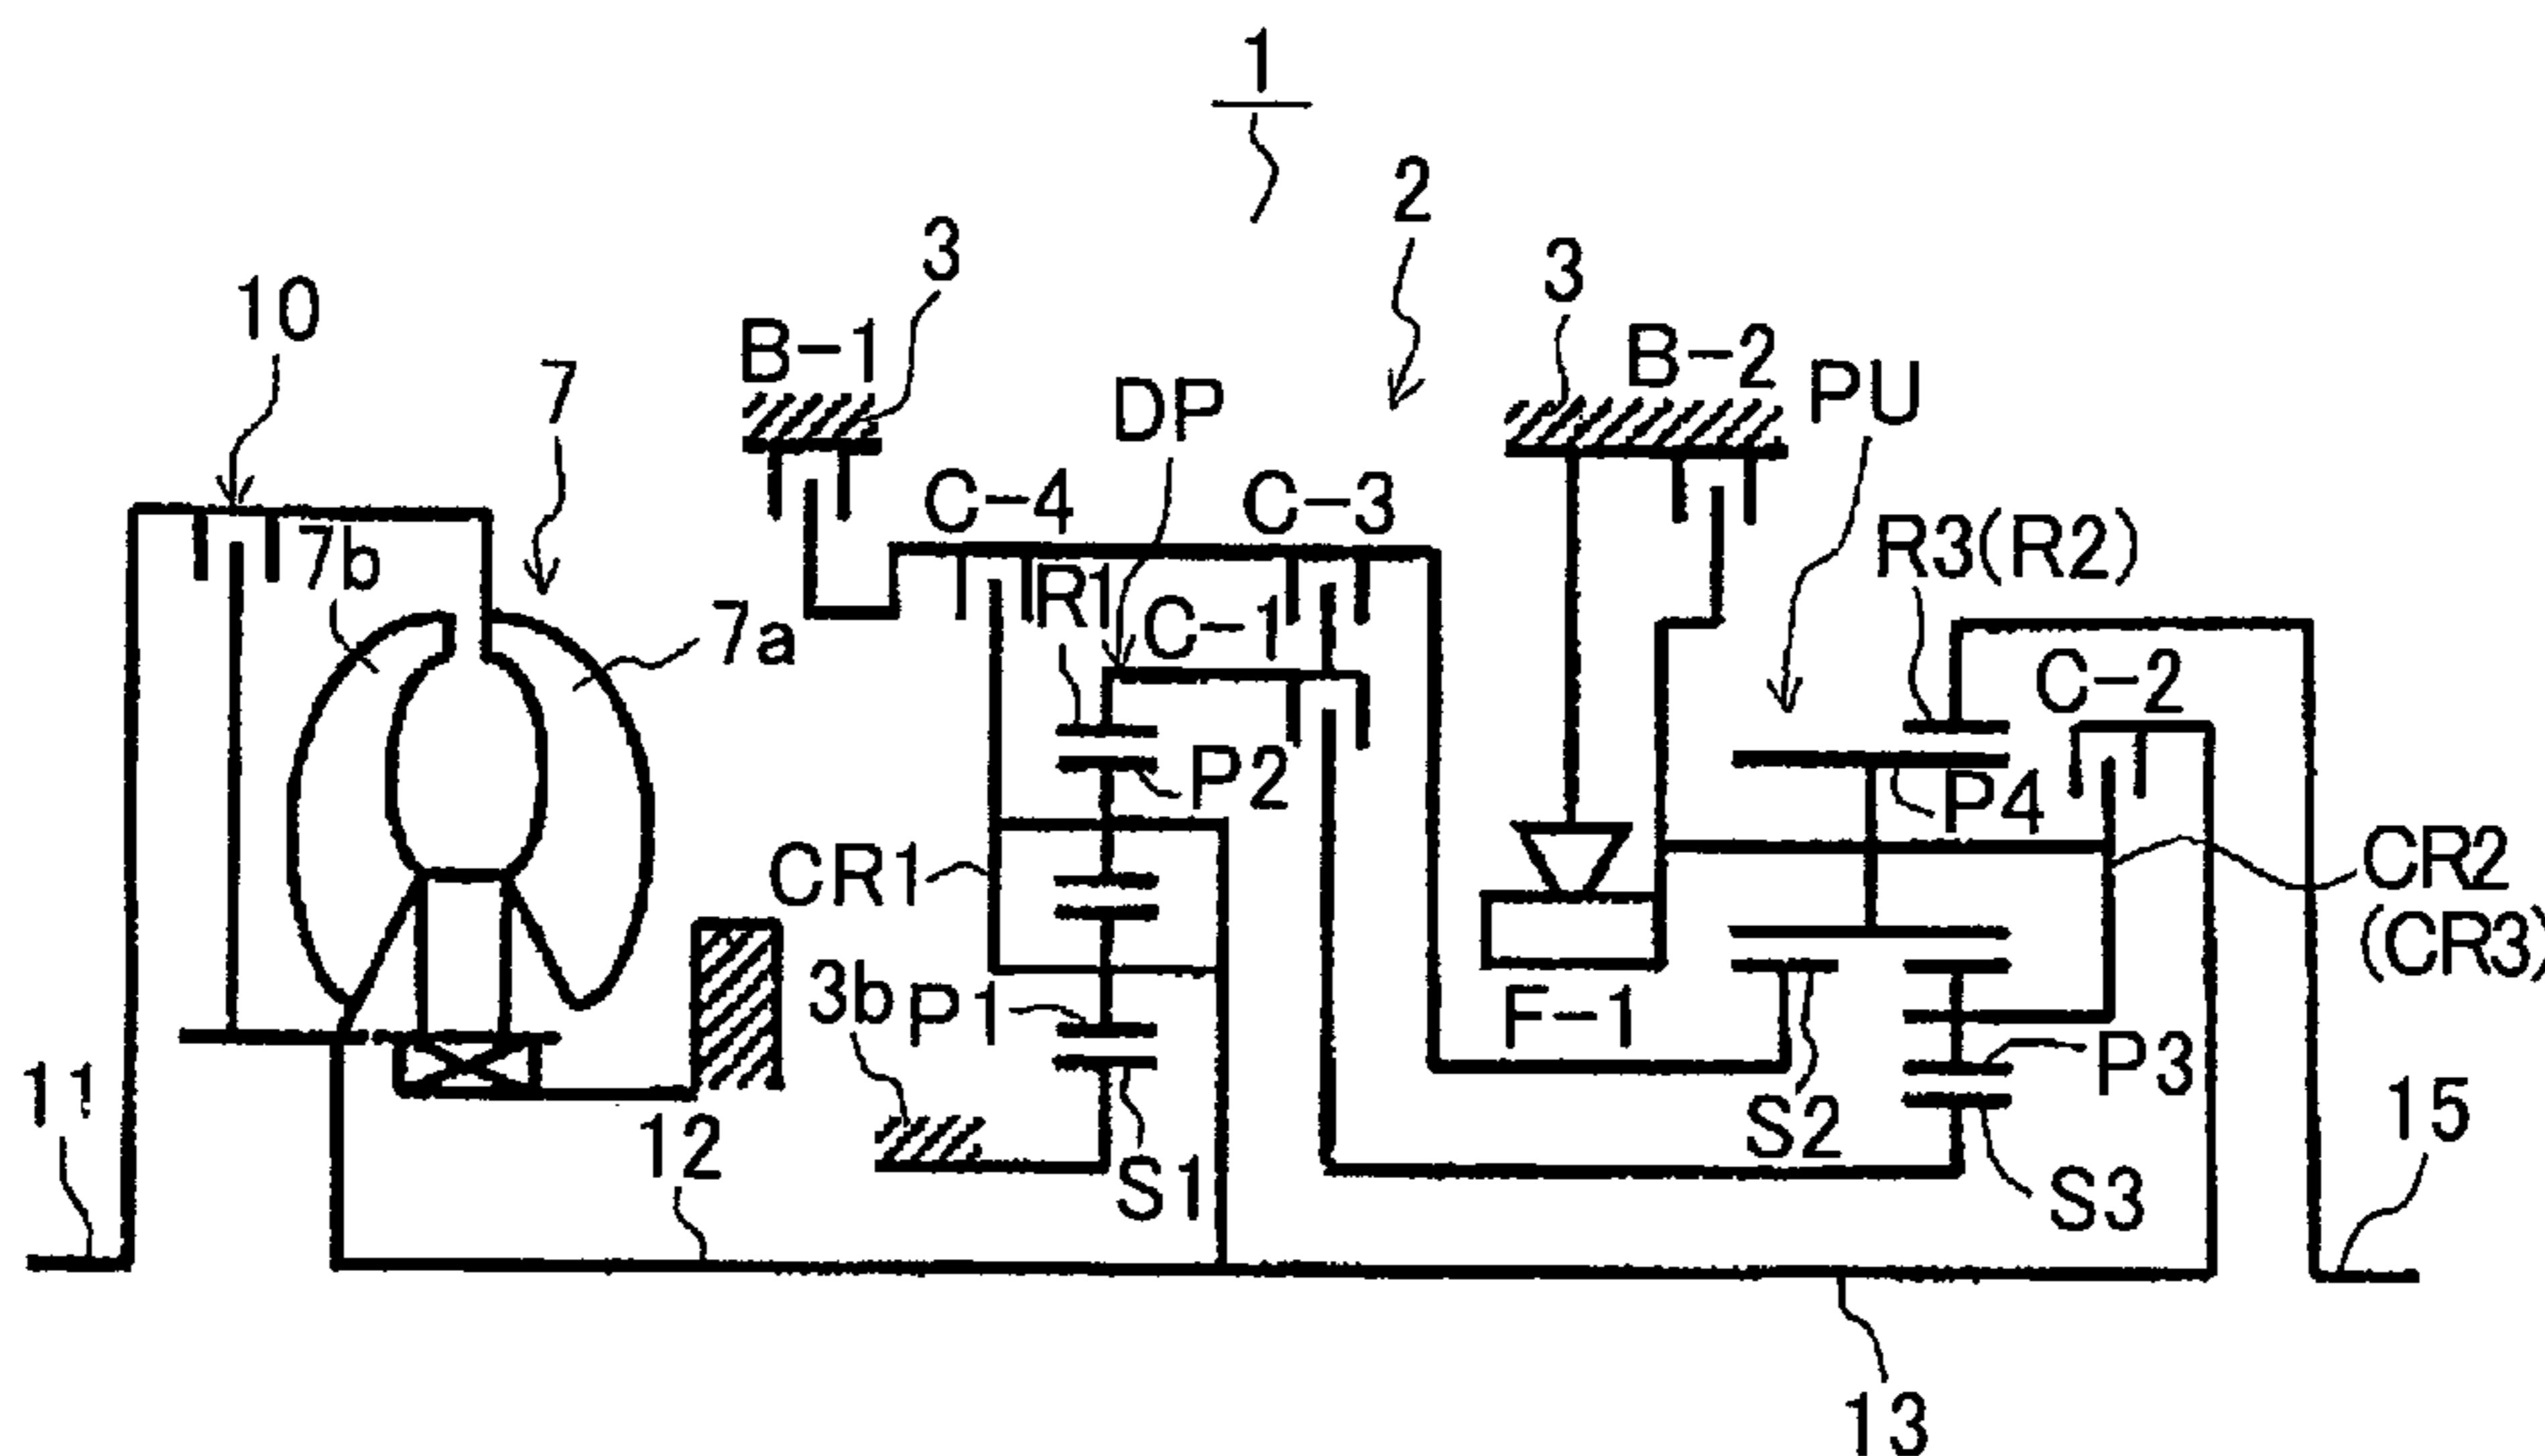 1
2
3
3
10
B-1
B-2
7
DP
PU
C-4
C-3
R3(R2)
7b
R1
C-1
7a
C-2
P2
P4
CR1
CR2
(CR3)
3b
P1
F-1
P3
11
12
S1
S2
S3
15
13